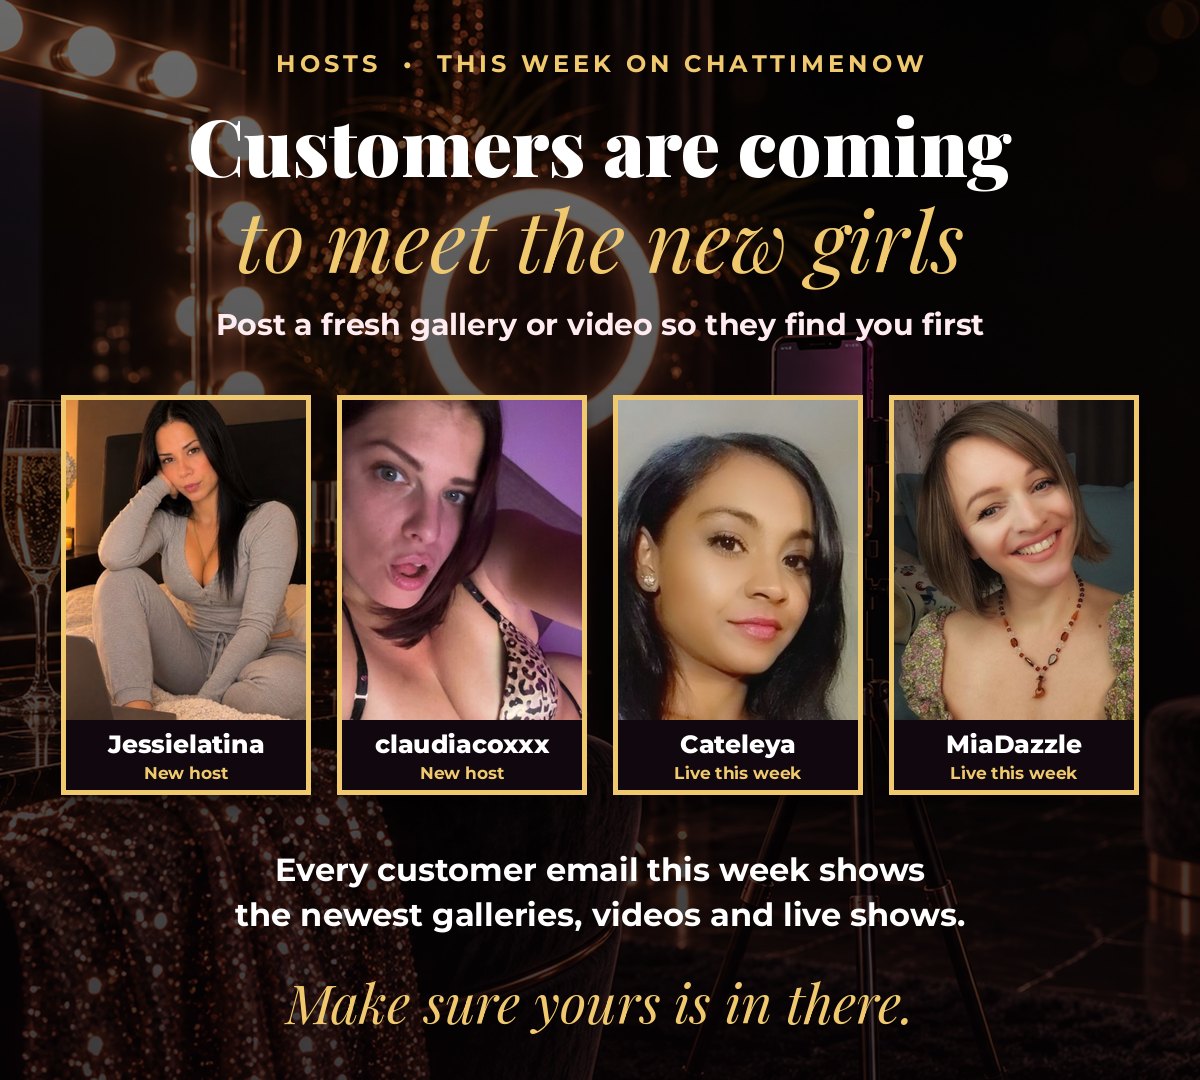 HOSTS • THIS WEEK ON CHATTIMENOW
Customers are coming
to meet the new girls
Post a fresh gallery or video so they find you first
Jessielatina
New host
claudiacoxxx
New host
Cateleya
Live this week
MiaDazzle
Live this week
Every customer email this week shows
the newest galleries, videos and live shows.
Make sure yours is in there.